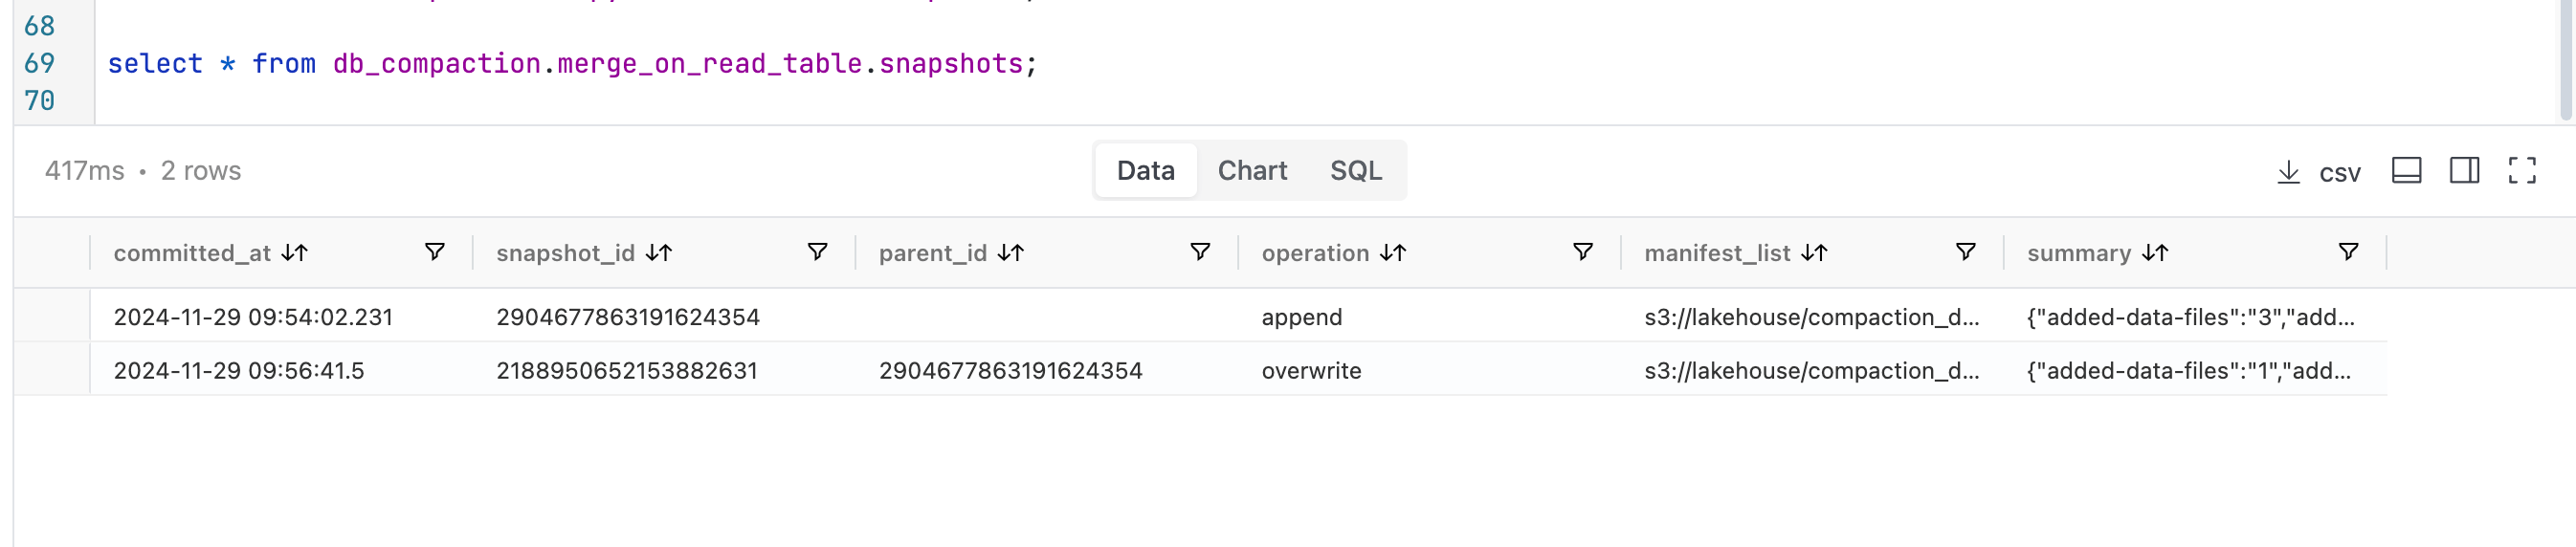 68
69 select * from db_compaction.merge_on_read_table.snapshots;
70
417ms • 2 rows Data Chart SQL csv
committed_at snapshot_id parent_id operation manifest_list summary
2024-11-29 09:54:02.231 2904677863191624354 append s3://lakehouse/compaction_d... {"added-data-files":"3","add...
2024-11-29 09:56:41.5 2188950652153882631 2904677863191624354 overwrite s3://lakehouse/compaction_d... {"added-data-files":"1","add...